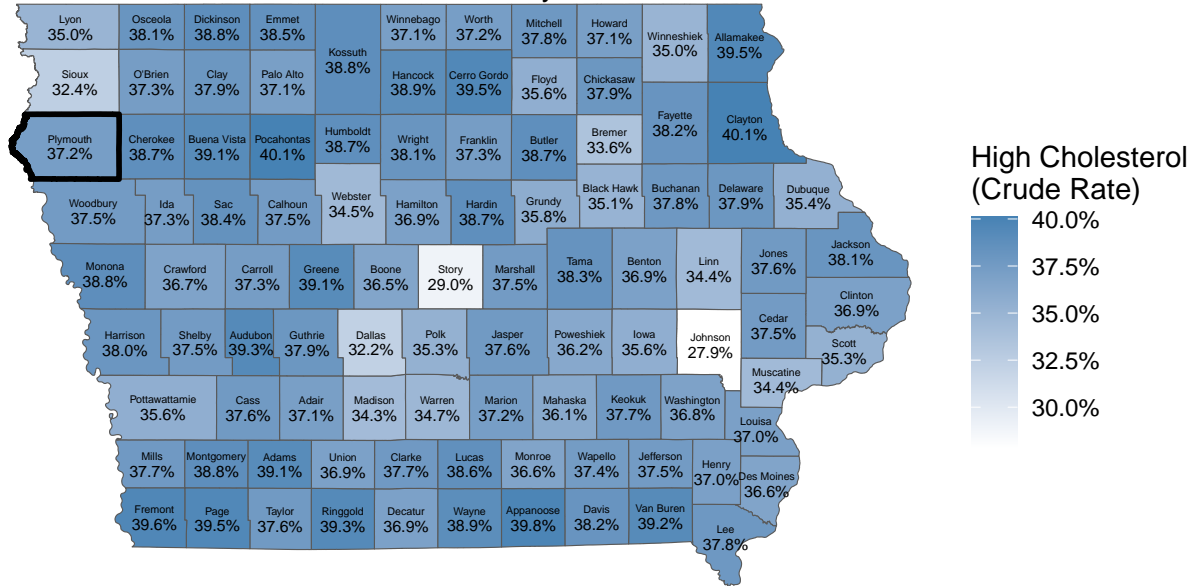 Lyon
35.0%
Osceola
38.1%
Dickinson
38.8%
Emmet
38.5%
Kossuth
38.8%
Winnebago
37.1%
Worth
37.2%
Mitchell
37.8%
Howard
37.1%
Winneshiek
35.0%
Allamakee
39.5%
Sioux
32.4%
O'Brien
37.3%
Clay
37.9%
Palo Alto
37.1%
Hancock
38.9%
Cerro Gordo
39.5%
Floyd
35.6%
Chickasaw
37.9%
Fayette
38.2%
Clayton
40.1%
Plymouth
37.2%
Cherokee
38.7%
Buena Vista
39.1%
Pocahontas
40.1%
Humboldt
38.7%
Wright
38.1%
Franklin
37.3%
Butler
38.7%
Bremer
33.6%
Woodbury
37.5%
Ida
37.3%
Sac
38.4%
Calhoun
37.5%
Webster
34.5%
Hamilton
36.9%
Hardin
38.7%
Grundy
35.8%
Black Hawk
35.1%
Buchanan
37.8%
Delaware
37.9%
Dubuque
35.4%
Monona
38.8%
Crawford
36.7%
Carroll
37.3%
Greene
39.1%
Boone
36.5%
Story
29.0%
Marshall
37.5%
Tama
38.3%
Benton
36.9%
Linn
34.4%
Jones
37.6%
Jackson
38.1%
Clinton
36.9%
Harrison
38.0%
Shelby
37.5%
Audubon
39.3%
Guthrie
37.9%
Dallas
32.2%
Polk
35.3%
Jasper
37.6%
Poweshiek
36.2%
Iowa
35.6%
Johnson
27.9%
Cedar
37.5%
Scott
35.3%
Muscatine
34.4%
Pottawattamie
35.6%
Cass
37.6%
Adair
37.1%
Madison
34.3%
Warren
34.7%
Marion
37.2%
Mahaska
36.1%
Keokuk
37.7%
Washington
36.8%
Louisa
37.0%
Mills
37.7%
Montgomery
38.8%
Adams
39.1%
Union
36.9%
Clarke
37.7%
Lucas
38.6%
Monroe
36.6%
Wapello
37.4%
Jefferson
37.5%
Henry
37.0%
Des Moines
36.6%
Fremont
39.6%
Page
39.5%
Taylor
37.6%
Ringgold
39.3%
Decatur
36.9%
Wayne
38.9%
Appanoose
39.8%
Davis
38.2%
Van Buren
39.2%
Lee
37.8%
High Cholesterol
(Crude Rate)
40.0%
37.5%
35.0%
32.5%
30.0%